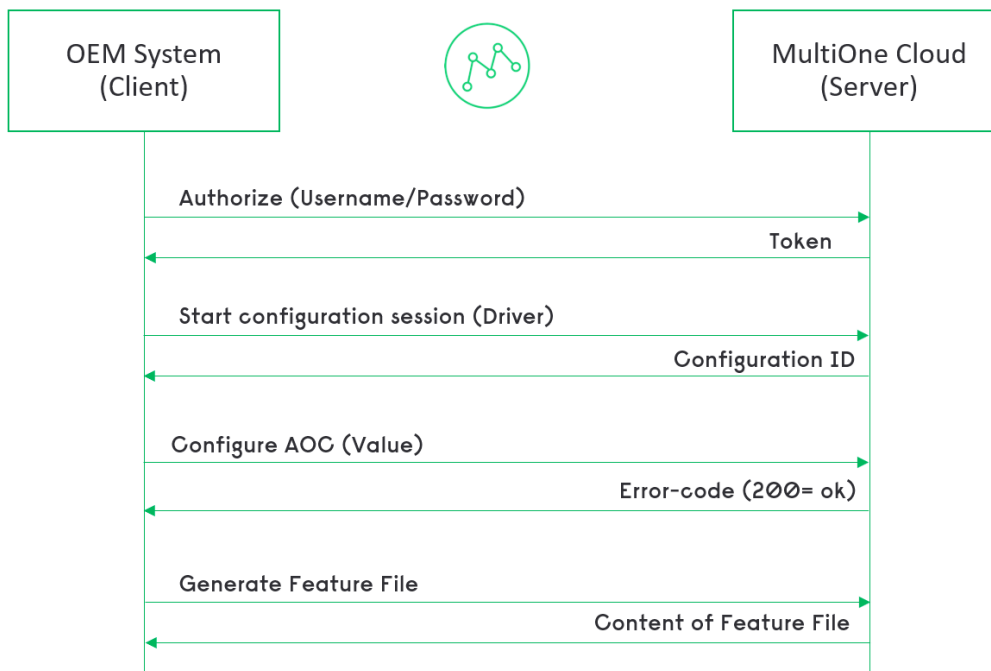 OEM System
(Client)
MultiOne Cloud
(Server)
Authorize (Username/Password)
Token
Start configuration session (Driver)
Configuration ID
Configure AOC (Value)
Error-code (200= ok)
Generate Feature File
Content of Feature File